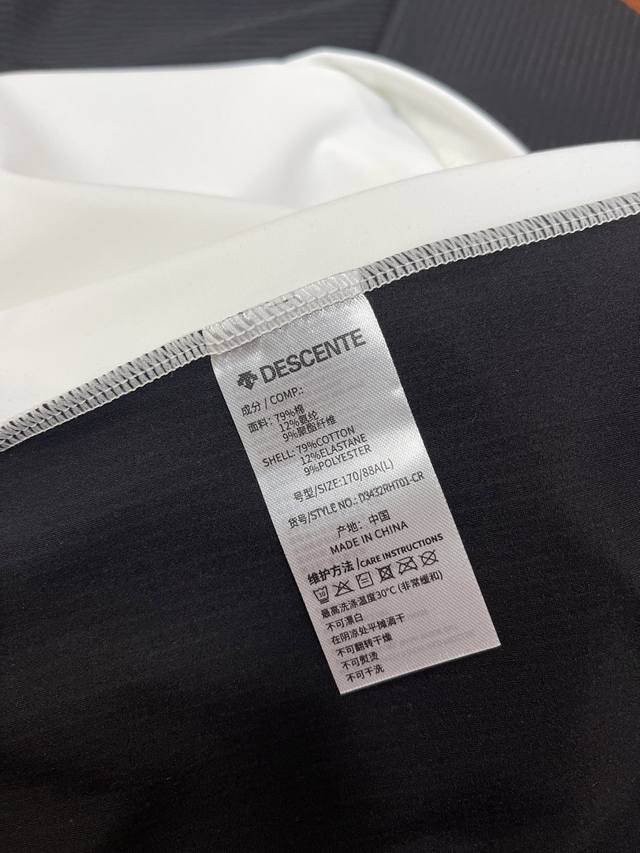 DESCENTE
成分 / COMP.:
面料: 79%棉
12%氨纶
9%聚酯纤维
SHELL: 79%COTTON
12%ELASTANE
9%POLYESTER
号型/SIZE:170/88A(L)
货号/STYLE NO.: D3432RHT01-CR
产地: 中国
MADE IN CHINA
维护方法 /CARE INSTRUCTIONS
最高洗涤温度30℃ (非常缓和)
不可漂白
在阴凉处平摊滴干
不可翻转干燥
不可熨烫
不可干洗